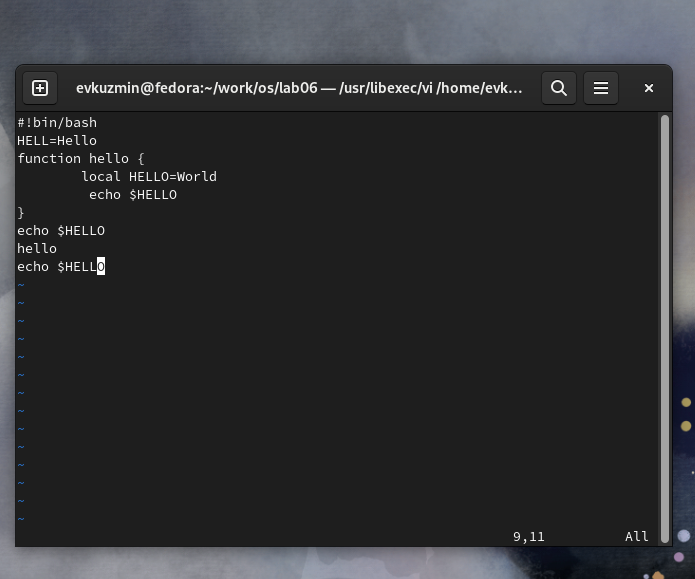 evkuzmin@fedora:~/work/os/lab06 — /usr/libexec/vi /home/evk…
#!bin/bash
HELL=Hello
function hello {
        local HELLO=World
         echo $HELLO
}
echo $HELLO
hello
echo $HELLO
~
~
~
~
~
~
~
~
~
~
~
~
~
~
9,11          All